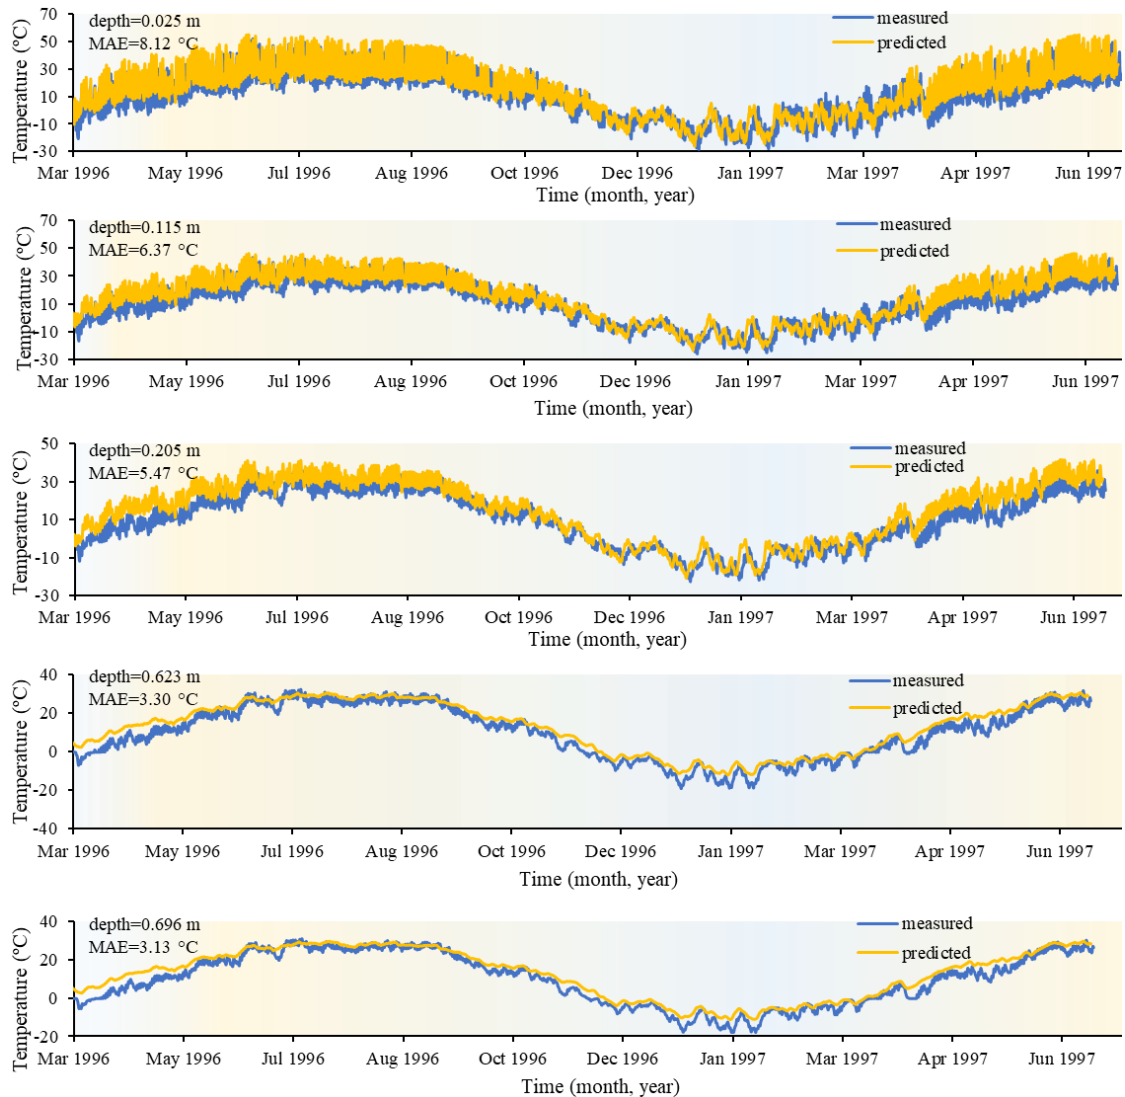 depth=0.025 m
MAE=8.12 °C
measured
predicted
Temperature (°C)
70
50
30
10
-10
-30
Mar 1996 May 1996 Jul 1996 Aug 1996 Oct 1996 Dec 1996 Jan 1997 Mar 1997 Apr 1997 Jun 1997
Time (month, year)
depth=0.115 m
MAE=6.37 °C
measured
predicted
Temperature (°C)
70
50
30
10
-10
-30
Mar 1996 May 1996 Jul 1996 Aug 1996 Oct 1996 Dec 1996 Jan 1997 Mar 1997 Apr 1997 Jun 1997
Time (month, year)
depth=0.205 m
MAE=5.47 °C
measured
predicted
Temperature (°C)
50
30
10
-10
-30
Mar 1996 May 1996 Jul 1996 Aug 1996 Oct 1996 Dec 1996 Jan 1997 Mar 1997 Apr 1997 Jun 1997
Time (month, year)
depth=0.623 m
MAE=3.30 °C
measured
predicted
Temperature (°C)
40
20
0
-20
-40
Mar 1996 May 1996 Jul 1996 Aug 1996 Oct 1996 Dec 1996 Jan 1997 Mar 1997 Apr 1997 Jun 1997
Time (month, year)
depth=0.696 m
MAE=3.13 °C
measured
predicted
Temperature (°C)
40
20
0
-20
Mar 1996 May 1996 Jul 1996 Aug 1996 Oct 1996 Dec 1996 Jan 1997 Mar 1997 Apr 1997 Jun 1997
Time (month, year)